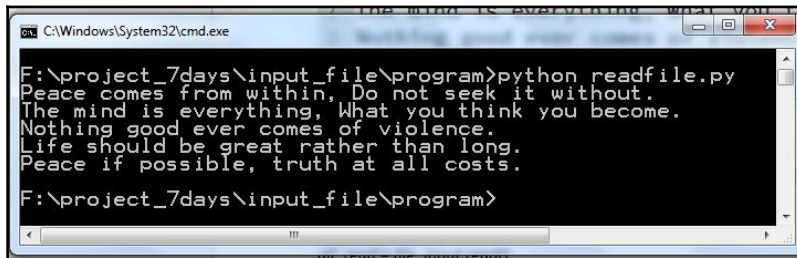 C:\Windows\System32\cmd.exe
F:\project_7days\input_file\program>python readfile.py
Peace comes from within, Do not seek it without.
The mind is everything, What you think you become.
Nothing good ever comes of violence.
Life should be great rather than long.
Peace if possible, truth at all costs.
F:\project_7days\input_file\program>